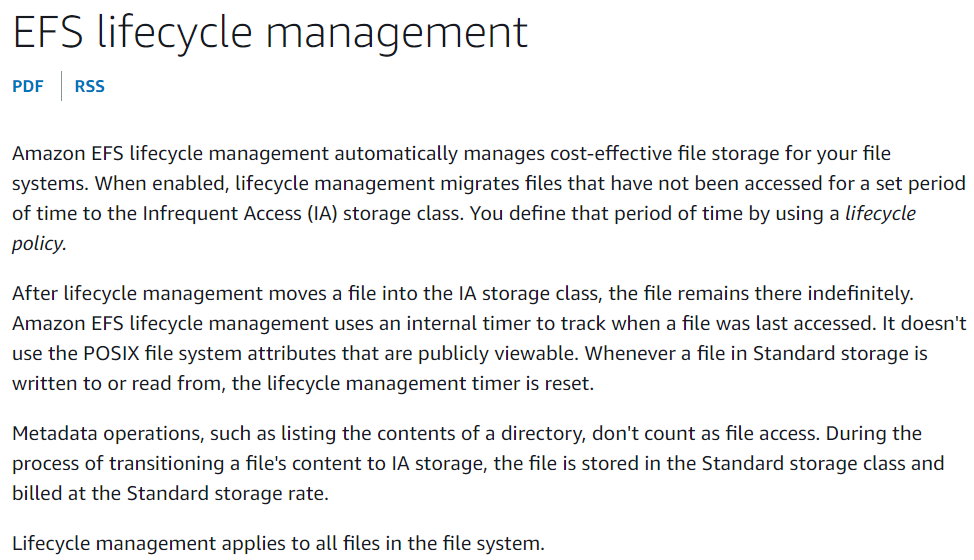 EFS lifecycle management
PDF RSS
Amazon EFS lifecycle management automatically manages cost-effective file storage for your file
systems. When enabled, lifecycle management migrates files that have not been accessed for a set period
of time to the Infrequent Access (IA) storage class. You define that period of time by using a lifecycle
policy.
After lifecycle management moves a file into the IA storage class, the file remains there indefinitely.
Amazon EFS lifecycle management uses an internal timer to track when a file was last accessed. It doesn't
use the POSIX file system attributes that are publicly viewable. Whenever a file in Standard storage is
written to or read from, the lifecycle management timer is reset.
Metadata operations, such as listing the contents of a directory, don't count as file access. During the
process of transitioning a file's content to IA storage, the file is stored in the Standard storage class and
billed at the Standard storage rate.
Lifecycle management applies to all files in the file system.